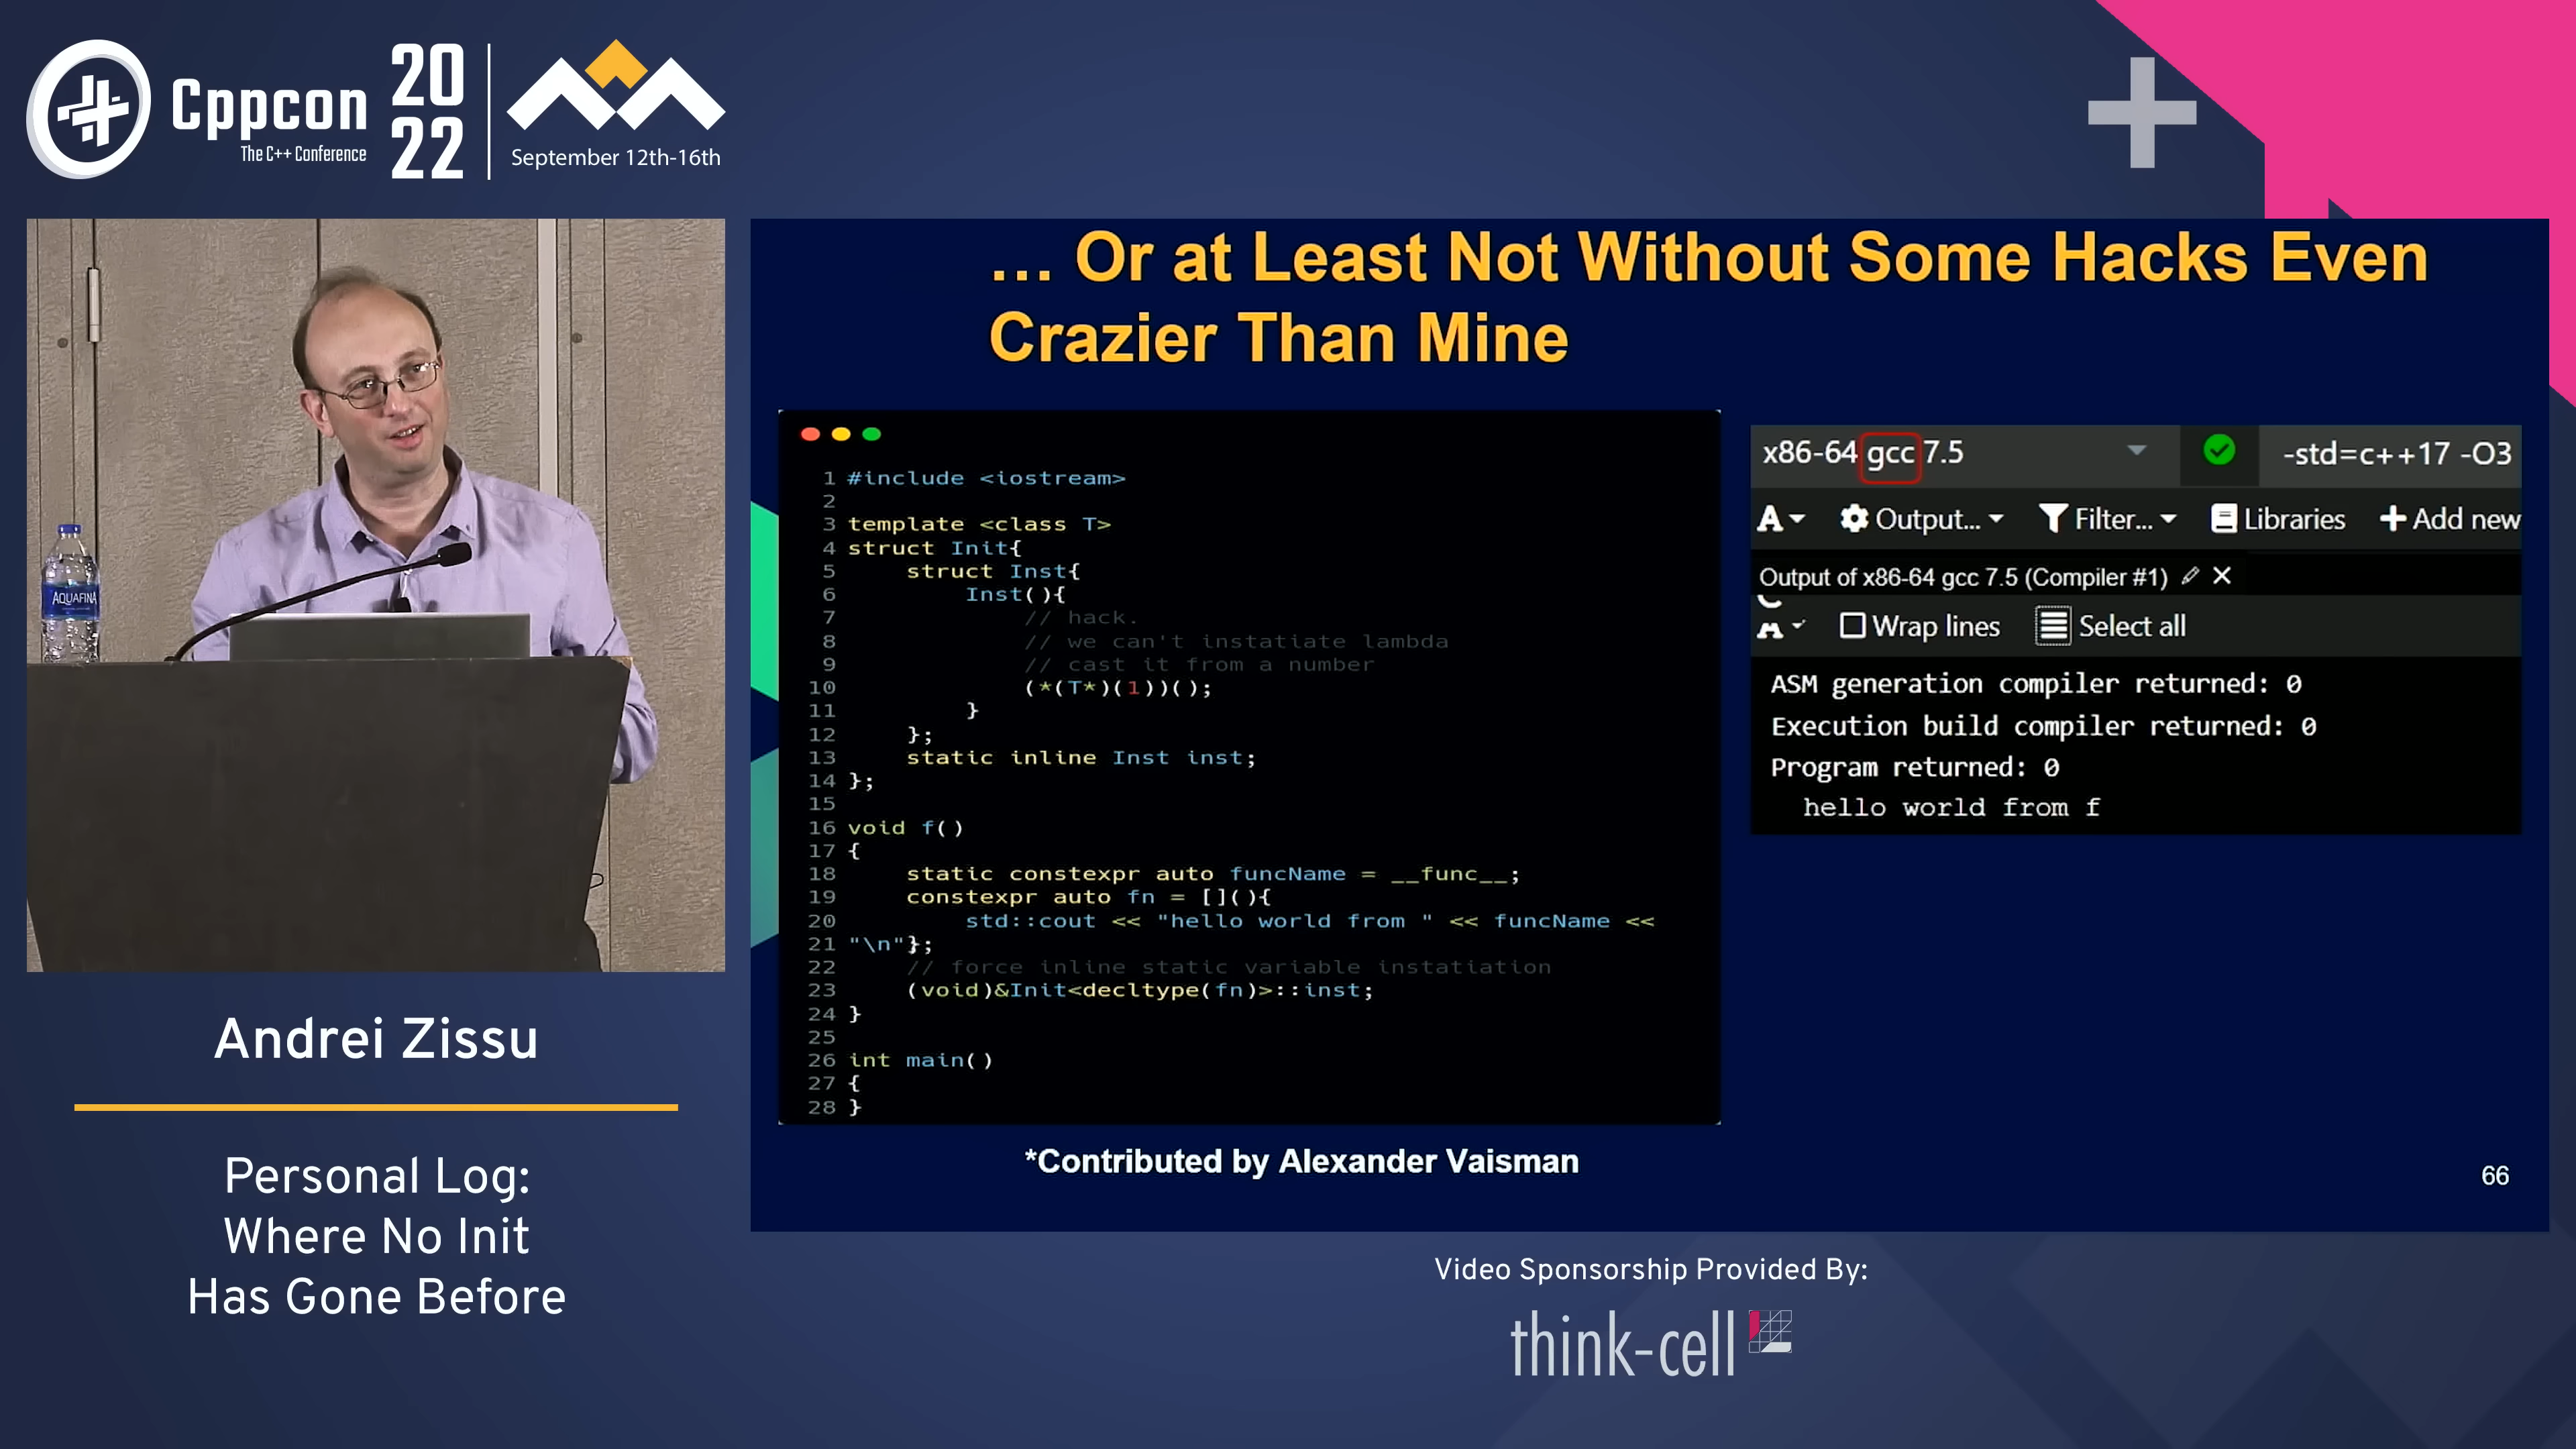 Cppcon
The C++ Conference
20
22
September 12th-16th
AQUAFINA
Andrei Zissu
Personal Log:
Where No Init
Has Gone Before
... Or at Least Not Without Some Hacks Even
Crazier Than Mine
1 #include <iostream>
2
3 template <class T>
4 struct Init{
5 struct Inst{
6 Inst(){
7 // hack.
8 // we can't instatiate lambda
9 // cast it from a number
10 (*(T*)(1))();
11 }
12 };
13 static inline Inst inst;
14 };
15
16 void f()
17 {
18 static constexpr auto funcName = __func__;
19 constexpr auto fn = [](){
20 std::cout << "hello world from " << funcName <<
21 "\n"};
22 // force inline static variable instatiation
23 (void)&Init<decltype(fn)>::inst;
24 }
25
26 int main()
27 {
28 }
*Contributed by Alexander Vaisman
x86-64 gcc 7.5 -std=c++17 -O3
A Output... Filter... Libraries + Add new
Output of x86-64 gcc 7.5 (Compiler #1)
A Wrap lines Select all
ASM generation compiler returned: 0
Execution build compiler returned: 0
Program returned: 0
hello world from f
66
Video Sponsorship Provided By:
think-cell